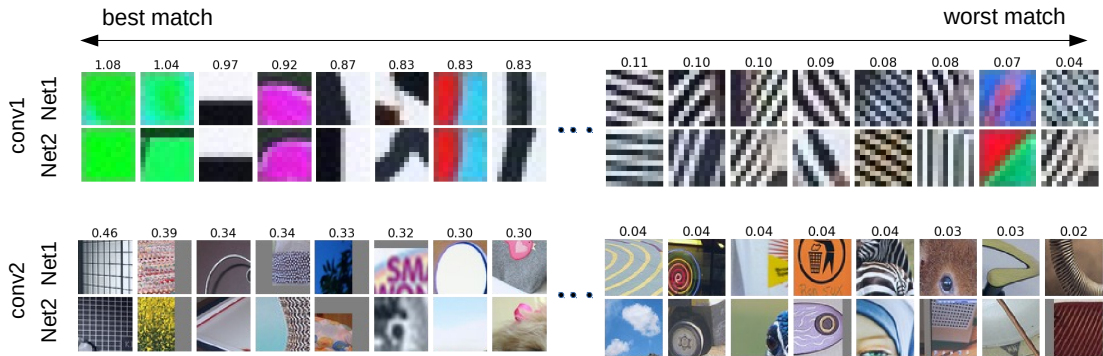 best match worst match
1.08 1.04 0.97 0.92 0.87 0.83 0.83 0.83 0.11 0.10 0.10 0.09 0.08 0.08 0.07 0.04
conv1
Net1
Net2
...
0.46 0.39 0.34 0.34 0.33 0.32 0.30 0.30 0.04 0.04 0.04 0.04 0.04 0.03 0.03 0.02
conv2
Net1
SM
Net2
...